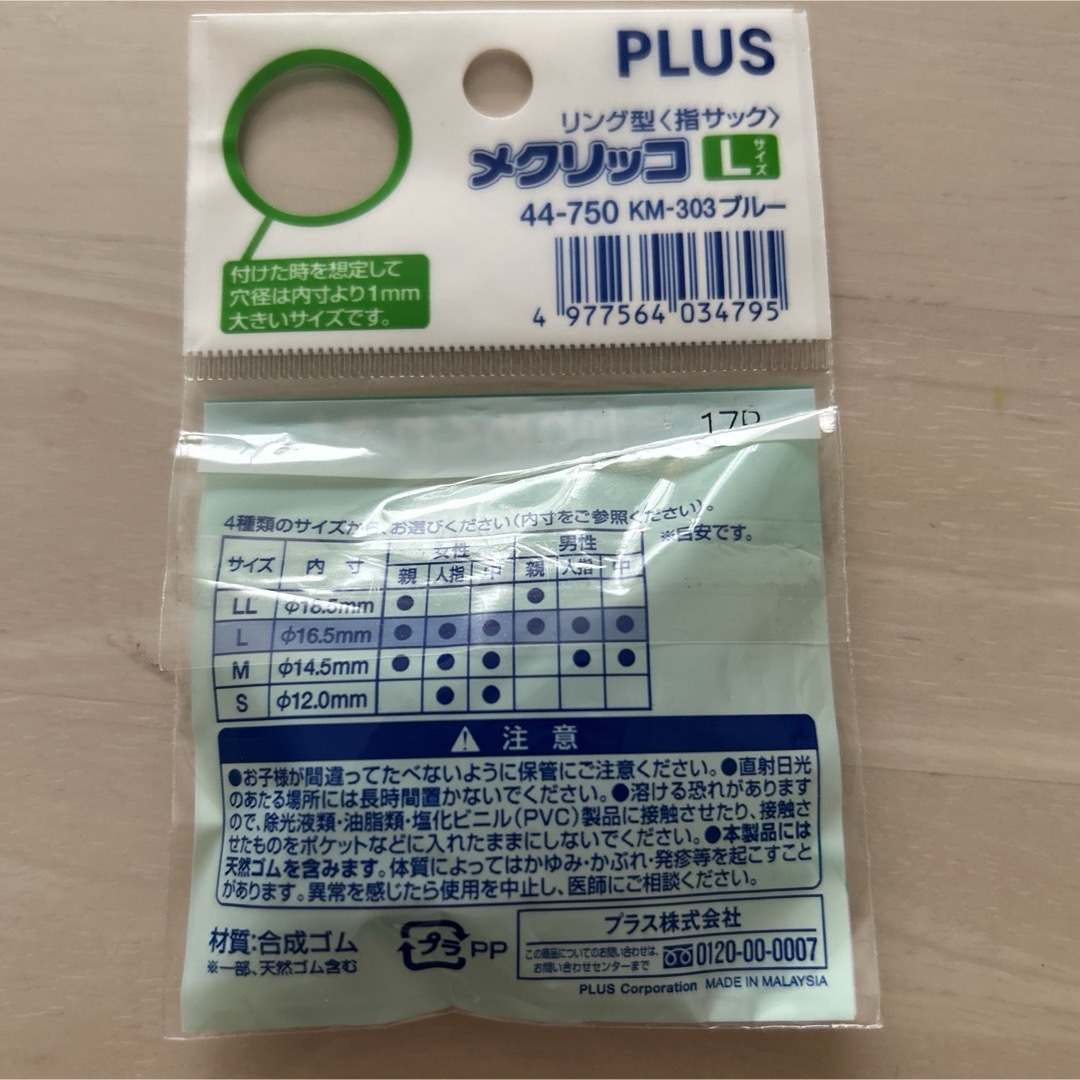 PLUS
リング型〈指サック〉
メクリッコ Lサイズ
44-750 KM-303ブルー
4 977564 034795
付けた時を想定して
穴径は内寸より1mm
大きいサイズです。
4種類のサイズから、お選びください(内寸をご参照ください)。
※目安です。
サイズ 内寸 女性 男性
親 人指 中 親 人指 中
LL φ18.5mm ● ●
L φ16.5mm ● ● ● ● ● ●
M φ14.5mm ● ● ● ● ●
S φ12.0mm ● ●
注意
●お子様が間違ってたべないように保管にご注意ください。●直射日光
のあたる場所には長時間置かないでください。●溶ける恐れがあります
ので、除光液類・油脂類・塩化ビニル(PVC)製品に接触させたり、接触さ
せたものをポケットなどに入れたままにしないでください。●本製品には
天然ゴムを含みます。体質によってはかゆみ・かぶれ・発疹等を起こすこと
があります。異常を感じたら使用を中止し、医師にご相談ください。
材質:合成ゴム
※一部、天然ゴム含む
プラ PP
プラス株式会社
この商品についてのお問い合わせは、
お問い合わせセンターまで 0120-00-0007
PLUS Corporation MADE IN MALAYSIA